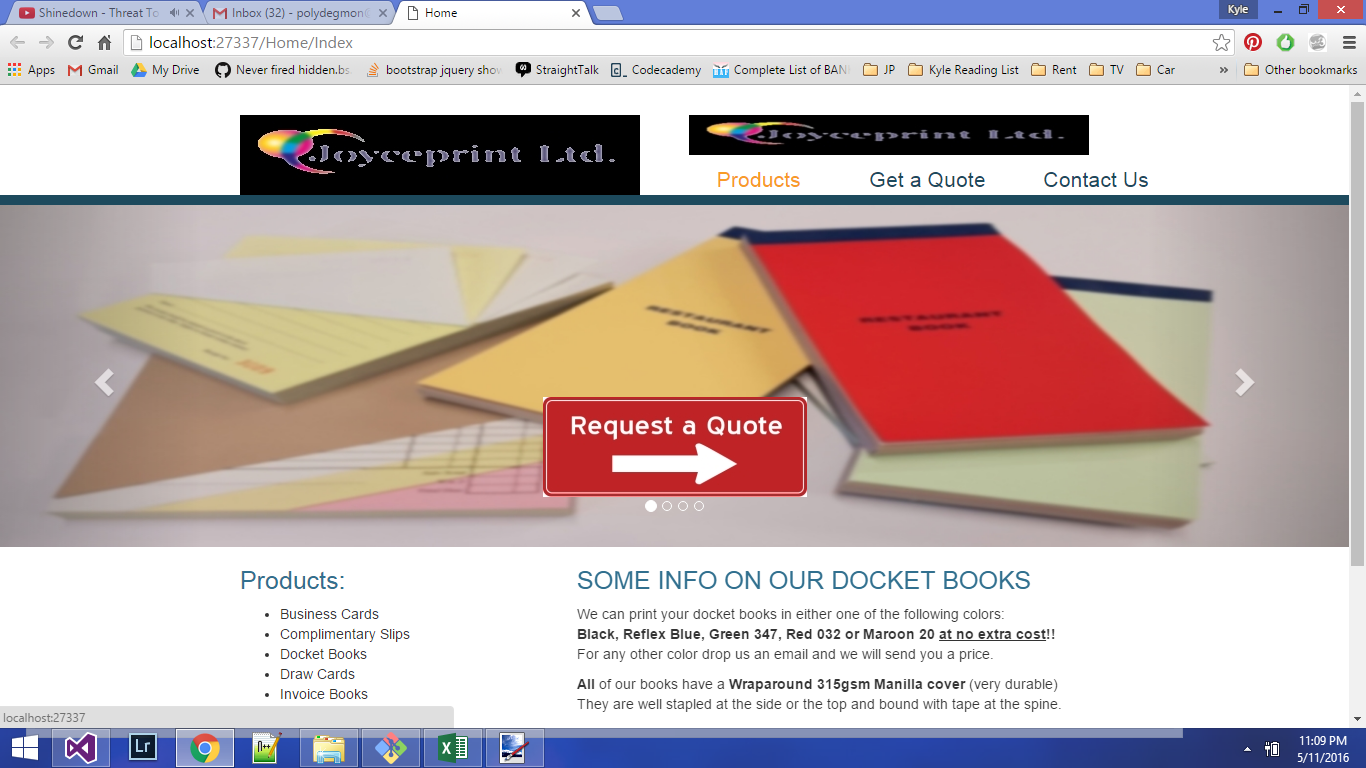 Shinedown - Threat To
Inbox (32) - polydegmon@
Home
Kyle
localhost:27337/Home/Index
Apps
Gmail
My Drive
Never fired hidden.bs.
bootstrap jquery show
StraightTalk
Codecademy
Complete List of BAN
JP
Kyle Reading List
Rent
TV
Car
»
Other bookmarks
Joyceprint Ltd.
Joyceprint Ltd.
Products
Get a Quote
Contact Us
RESTAURANT
BOOK
RESTAURANT
BOOK
Request a Quote
Products:
• Business Cards
• Complimentary Slips
• Docket Books
• Draw Cards
• Invoice Books
SOME INFO ON OUR DOCKET BOOKS
We can print your docket books in either one of the following colors:
Black, Reflex Blue, Green 347, Red 032 or Maroon 20 at no extra cost!!
For any other color drop us an email and we will send you a price.
All of our books have a Wraparound 315gsm Manilla cover (very durable)
They are well stapled at the side or the top and bound with tape at the spine.
localhost:27337
Lr
11:09 PM
5/11/2016